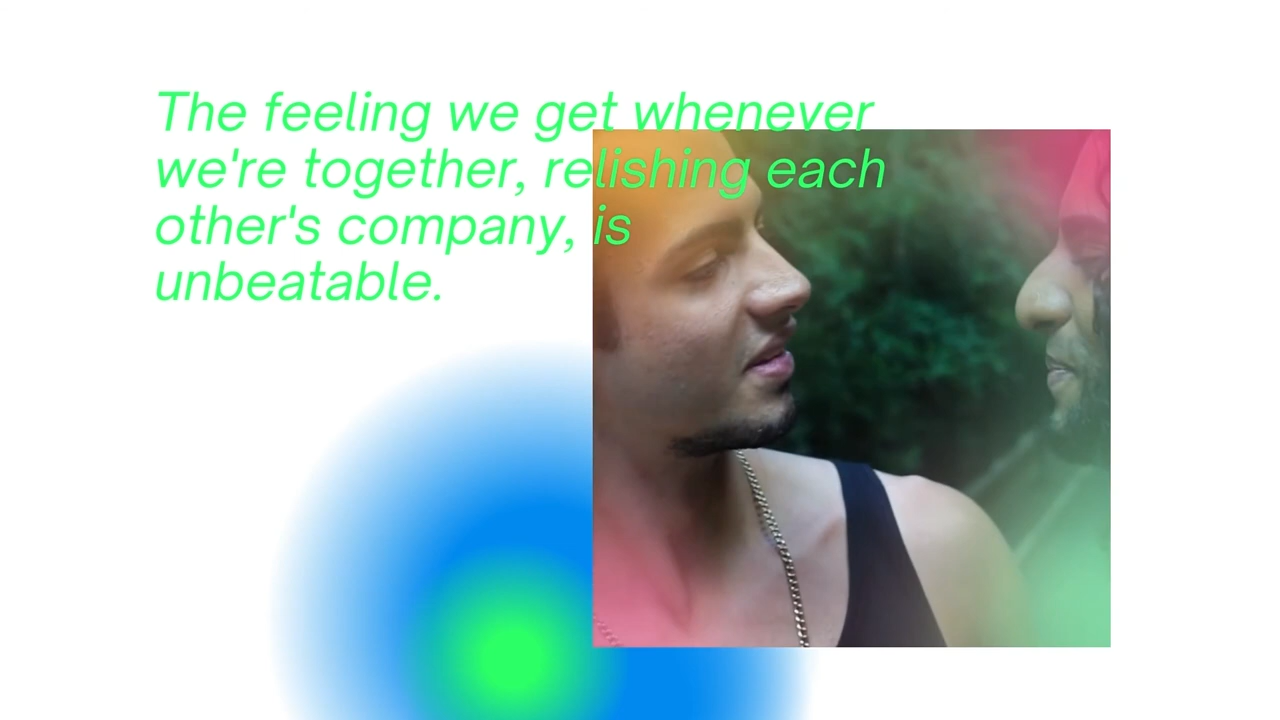 The feeling we get whenever
we're together, relishing each
other's company, is
unbeatable.